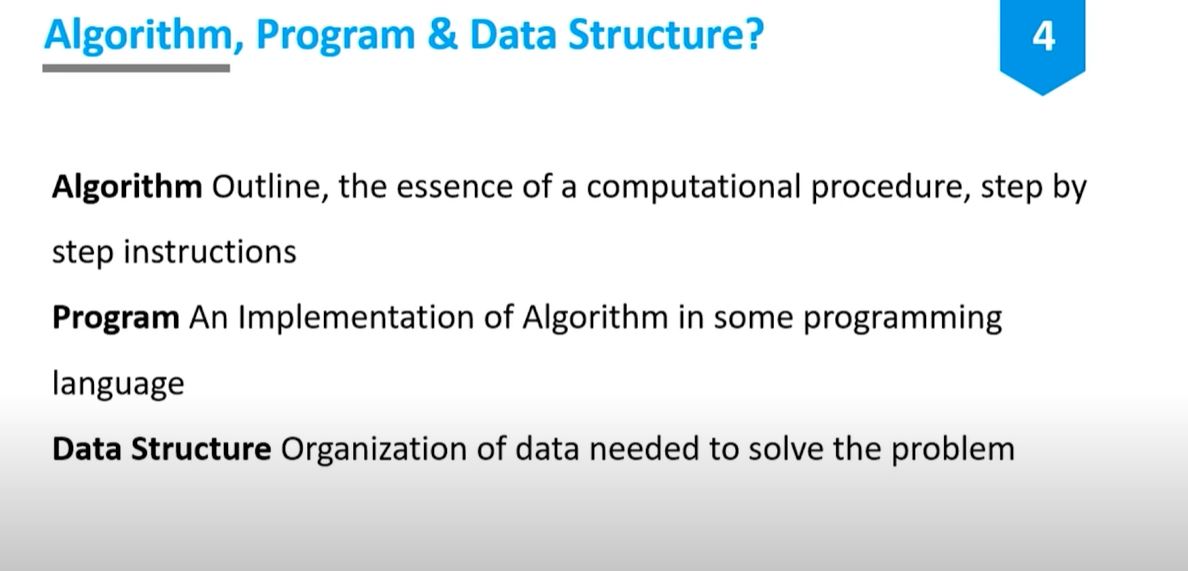 Algorithm, Program & Data Structure?
4
Algorithm Outline, the essence of a computational procedure, step by
step instructions
Program An Implementation of Algorithm in some programming
language
Data Structure Organization of data needed to solve the problem